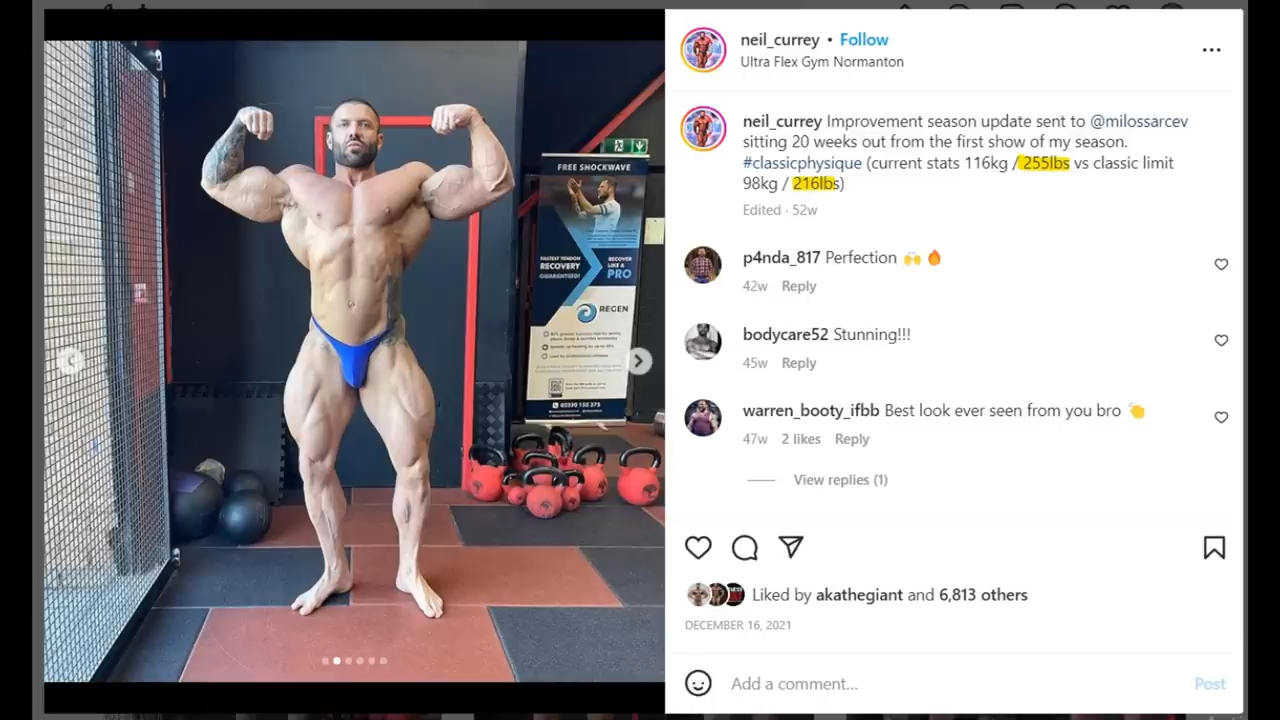 neil_currey • Follow
Ultra Flex Gym Normanton
neil_currey Improvement season update sent to @milossarcev
sitting 20 weeks out from the first show of my season.
#classicphysique (current stats 116kg / 255lbs vs classic limit
98kg / 216lbs)
Edited · 52w
p4nda_817 Perfection 🙌 🔥
42w Reply
bodycare52 Stunning!!!
45w Reply
warren_booty_ifbb Best look ever seen from you bro 👏
47w 2 likes Reply
View replies (1)
Liked by akathegiant and 6,813 others
DECEMBER 16, 2021
Add a comment... Post
FREE SHOCKWAVE
FASTEST TENDON
RECOVERY
GUARANTEED!
RECOVER
LIKE A
PRO
REGEN